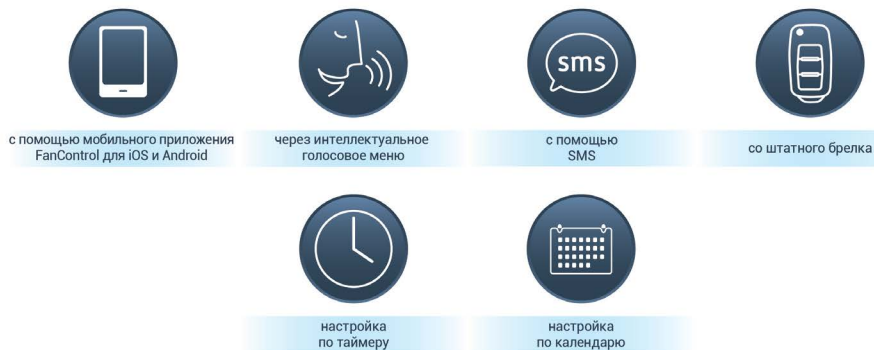 sms
с помощью мобильного приложения
FanControl для iOS и Android
через интеллектуальное
голосовое меню
с помощью
SMS
со штатного брелка
настройка
по таймеру
настройка
по календарю